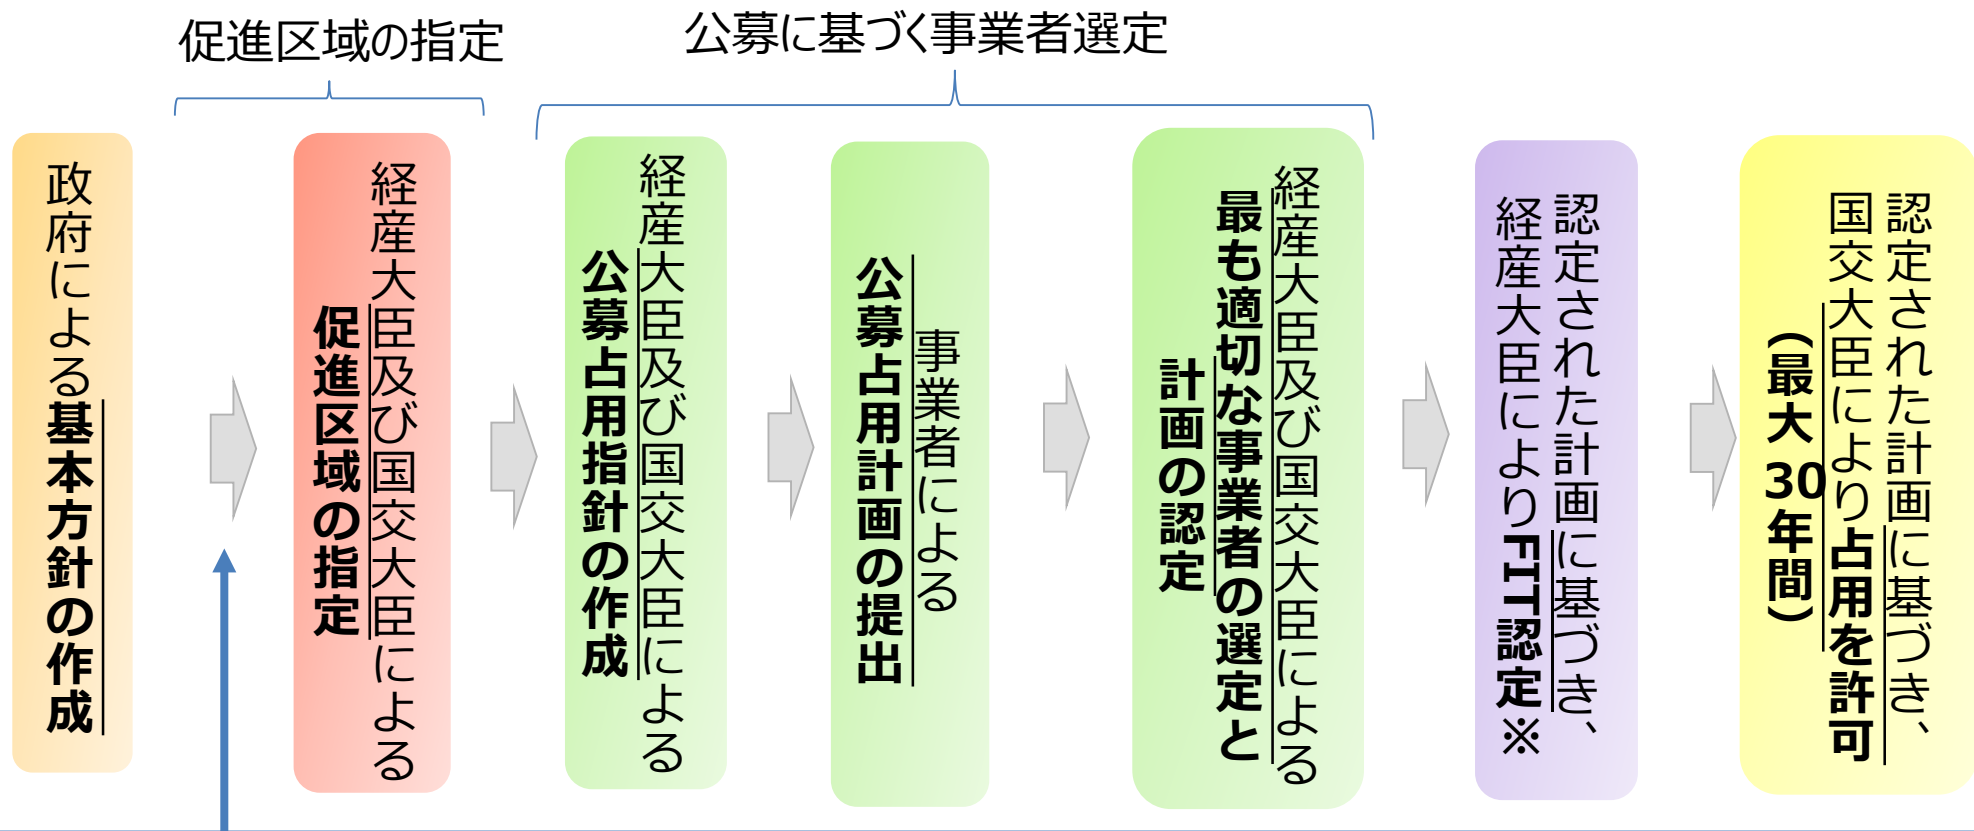 促進区域の指定
公募に基づく事業者選定
政府による基本方針の作成
経産大臣及び国交大臣による
促進区域の指定
経産大臣及び国交大臣による
公募占用指針の作成
事業者による
公募占用計画の提出
経産大臣及び国交大臣による
最も適切な事業者の選定と
計画の認定
認定された計画に基づき、
経産大臣によりFIT認定※
認定された計画に基づき、
国交大臣により占用を許可
（最大30年間）